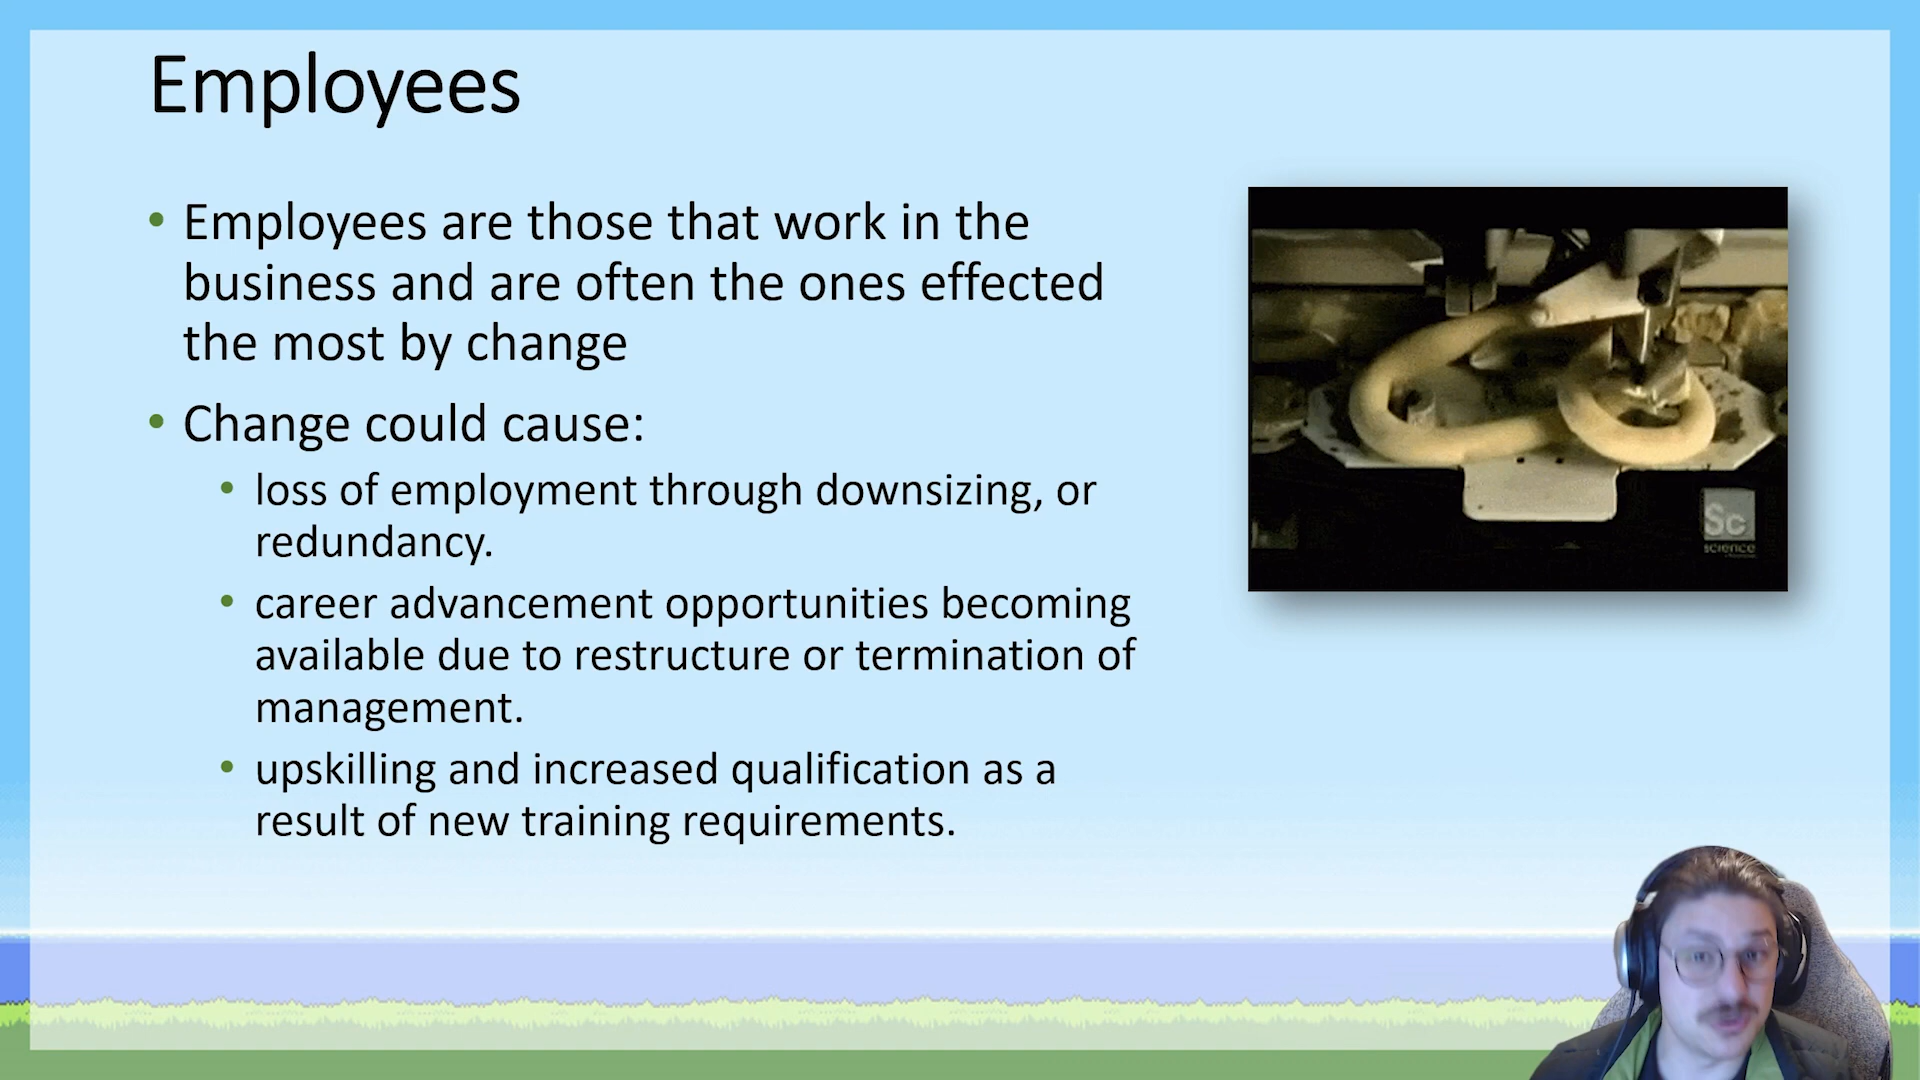 Employees
• Employees are those that work in the
business and are often the ones effected
the most by change
• Change could cause:
• loss of employment through downsizing, or
redundancy.
• career advancement opportunities becoming
available due to restructure or termination of
management.
• upskilling and increased qualification as a
result of new training requirements.
Sc
science